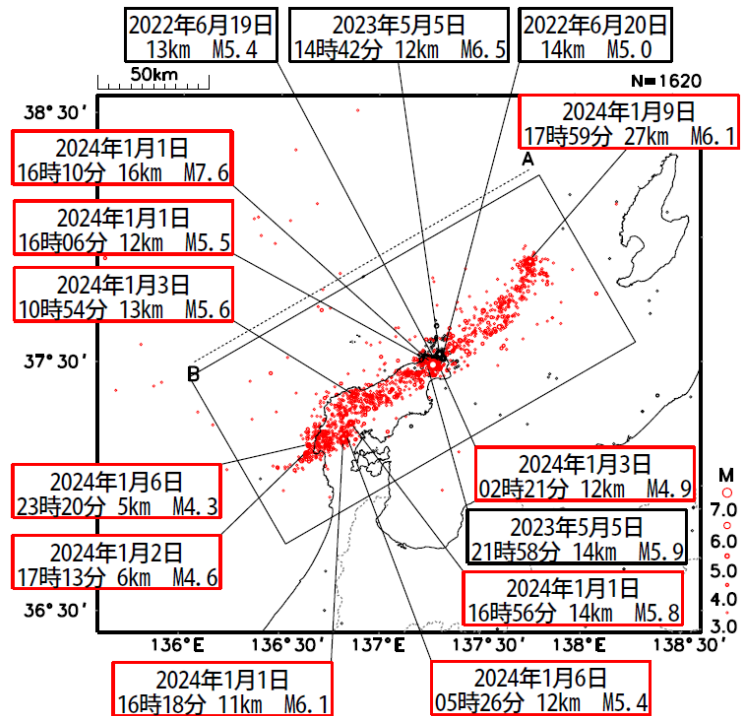 2022年6月19日
13km M5.4
2023年5月5日
14時42分 12km M6.5
2022年6月20日
14km M5.0
50km
N=1620
38°30′
2024年1月9日
17時59分 27km M6.1
2024年1月1日
16時10分 16km M7.6
A
2024年1月1日
16時06分 12km M5.5
2024年1月3日
10時54分 13km M5.6
37°30′
B
2024年1月6日
23時20分 5km M4.3
2024年1月3日
02時21分 12km M4.9
2023年5月5日
21時58分 14km M5.9
2024年1月2日
17時13分 6km M4.6
2024年1月1日
16時56分 14km M5.8
M
7.0
6.0
5.0
4.0
3.0
36°30′
136°E
136°30′
137°E
137°30′
138°E
138°30′
2024年1月1日
16時18分 11km M6.1
2024年1月6日
05時26分 12km M5.4